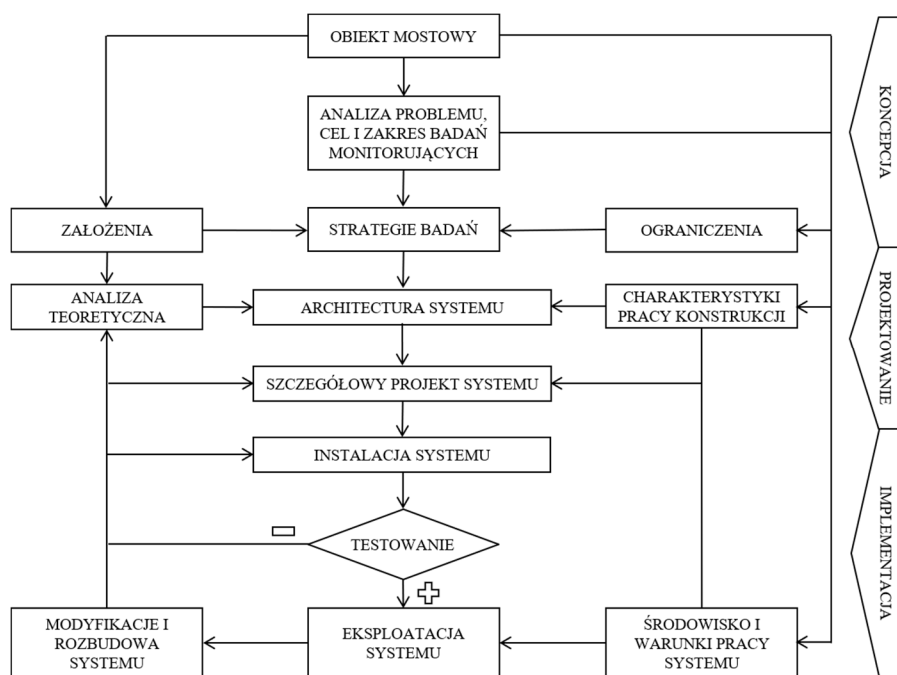 OBIEKT MOSTOWY
ANALIZA PROBLEMU,
CEL I ZAKRES BADAŃ
MONITORUJĄCYCH
KONCEPCJA
ZAŁOŻENIA
STRATEGIE BADAŃ
OGRANICZENIA
ANALIZA
TEORETYCZNA
ARCHITECTURA SYSTEMU
CHARAKTERYSTYKI
PRACY KONSTRUKCJI
PROJEKTOWANIE
SZCZEGÓŁOWY PROJEKT SYSTEMU
INSTALACJA SYSTEMU
TESTOWANIE
IMPLEMENTACJA
MODYFIKACJE I
ROZBUDOWA
SYSTEMU
EKSPLOATACJA
SYSTEMU
ŚRODOWISKO I
WARUNKI PRACY
SYSTEMU